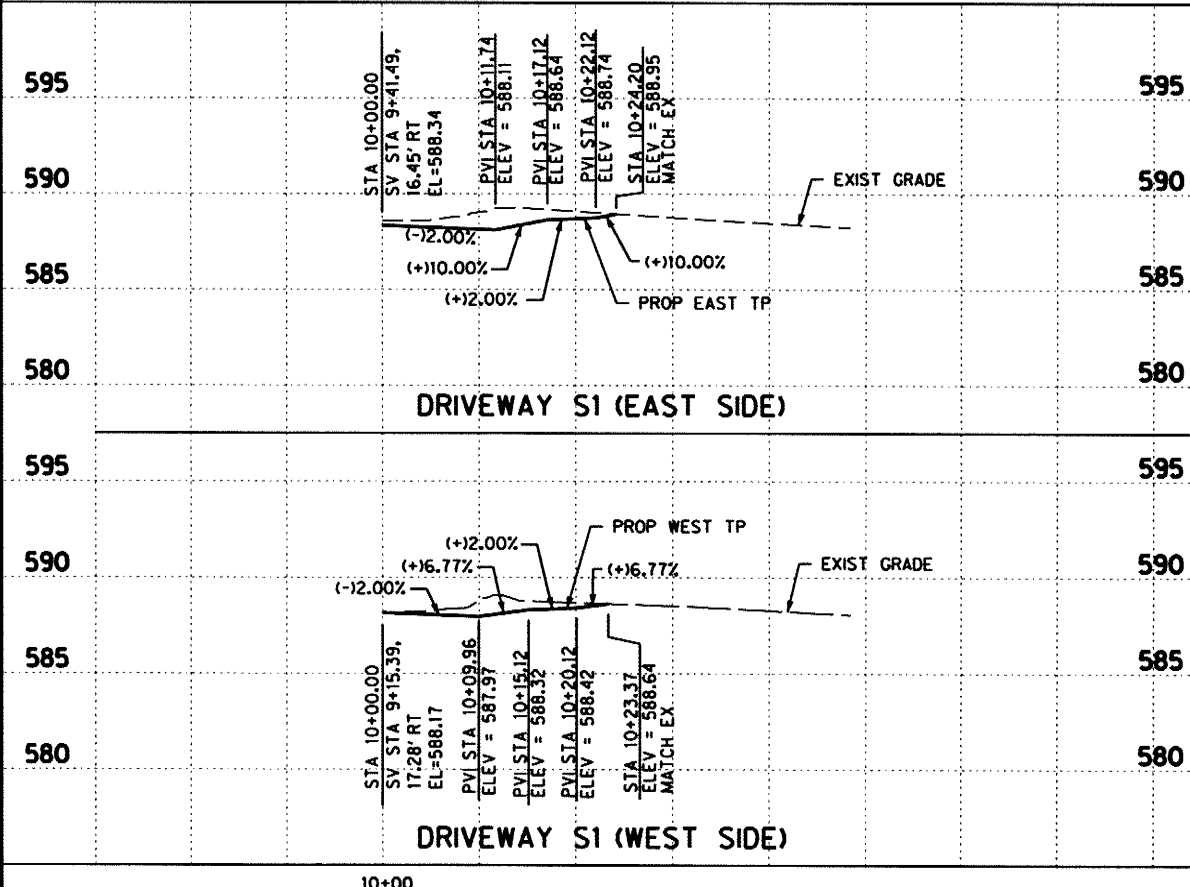 STA 10+00.00
SV STA 9+41.49,
16.45' RT
EL=588.34
PVI STA 10+11.74
ELEV = 588.11
PVI STA 10+17.12
ELEV = 588.64
PVI STA 10+22.12
ELEV = 588.74
STA 10+24.20
ELEV = 588.95
MATCH EX
595 595
590 590
EXIST GRADE
(-)2.00%
(+)10.00%
(+)10.00%
585 585
(+)2.00%
PROP EAST TP
580 580
DRIVEWAY S1 (EAST SIDE)
595 595
PROP WEST TP
(+)2.00%
590 590
(+)6.77%
(+)6.77%
EXIST GRADE
(-)2.00%
585 585
STA 10+00.00
SV STA 9+15.39,
17.28' RT
EL=588.17
PVI STA 10+09.96
ELEV = 587.97
PVI STA 10+15.12
ELEV = 588.32
PVI STA 10+20.12
ELEV = 588.42
STA 10+23.37
ELEV = 588.64
MATCH EX
580 580
DRIVEWAY S1 (WEST SIDE)
10+00